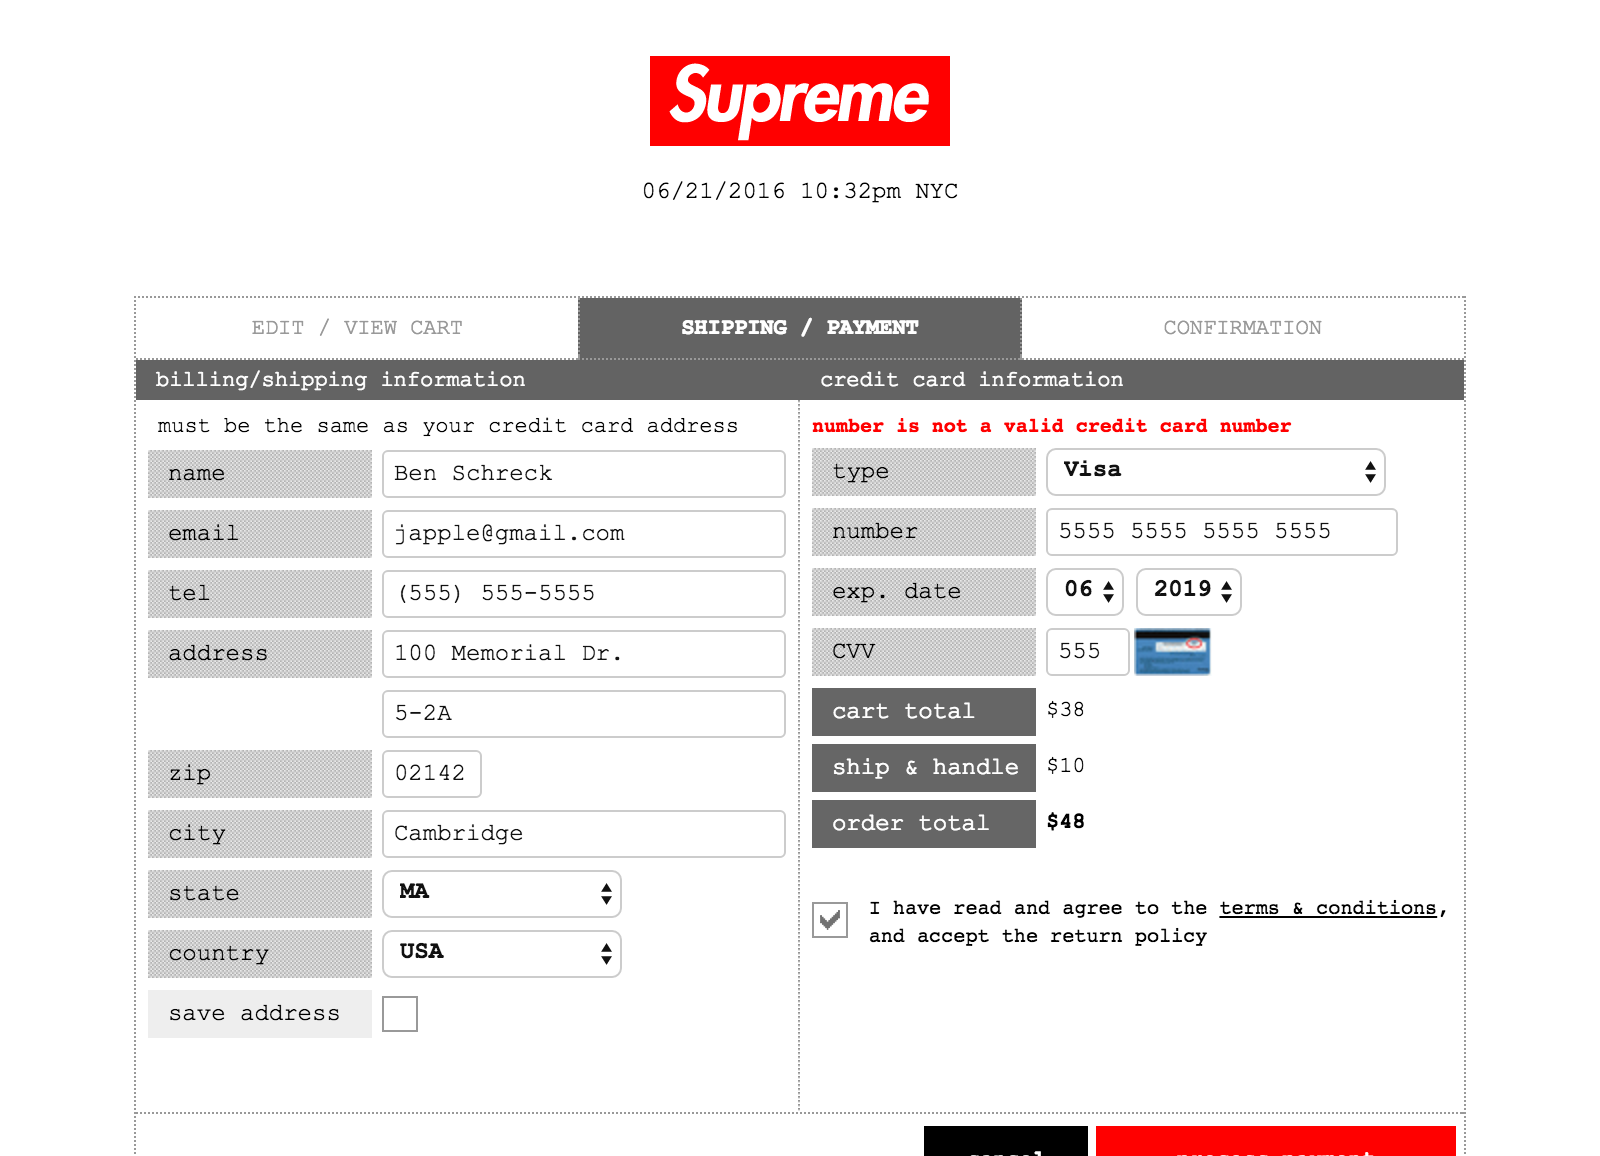 Supreme
06/21/2016 10:32pm NYC
EDIT / VIEW CART
SHIPPING / PAYMENT
CONFIRMATION
billing/shipping information
must be the same as your credit card address
name
Ben Schreck
email
japple@gmail.com
tel
(555) 555-5555
address
100 Memorial Dr.
5-2A
zip
02142
city
Cambridge
state
MA
country
USA
save address
credit card information
number is not a valid credit card number
type
Visa
number
5555 5555 5555 5555
exp. date
06
2019
CVV
555
cart total
$38
ship & handle
$10
order total
$48
I have read and agree to the terms & conditions,
and accept the return policy
cancel
process payment